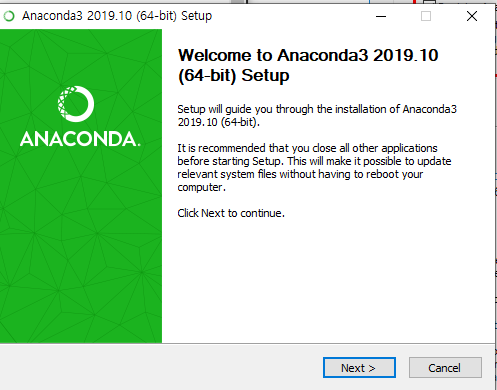 Anaconda3 2019.10 (64-bit) Setup
Welcome to Anaconda3 2019.10
(64-bit) Setup
Setup will guide you through the installation of Anaconda3
2019.10 (64-bit).
It is recommended that you close all other applications
before starting Setup. This will make it possible to update
relevant system files without having to reboot your
computer.
Click Next to continue.
ANACONDA.
Next >
Cancel